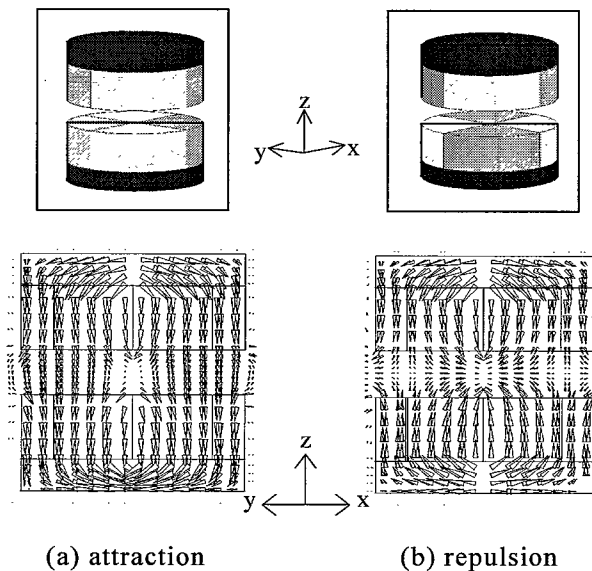 z
y x
z
y x
(a) attraction (b) repulsion